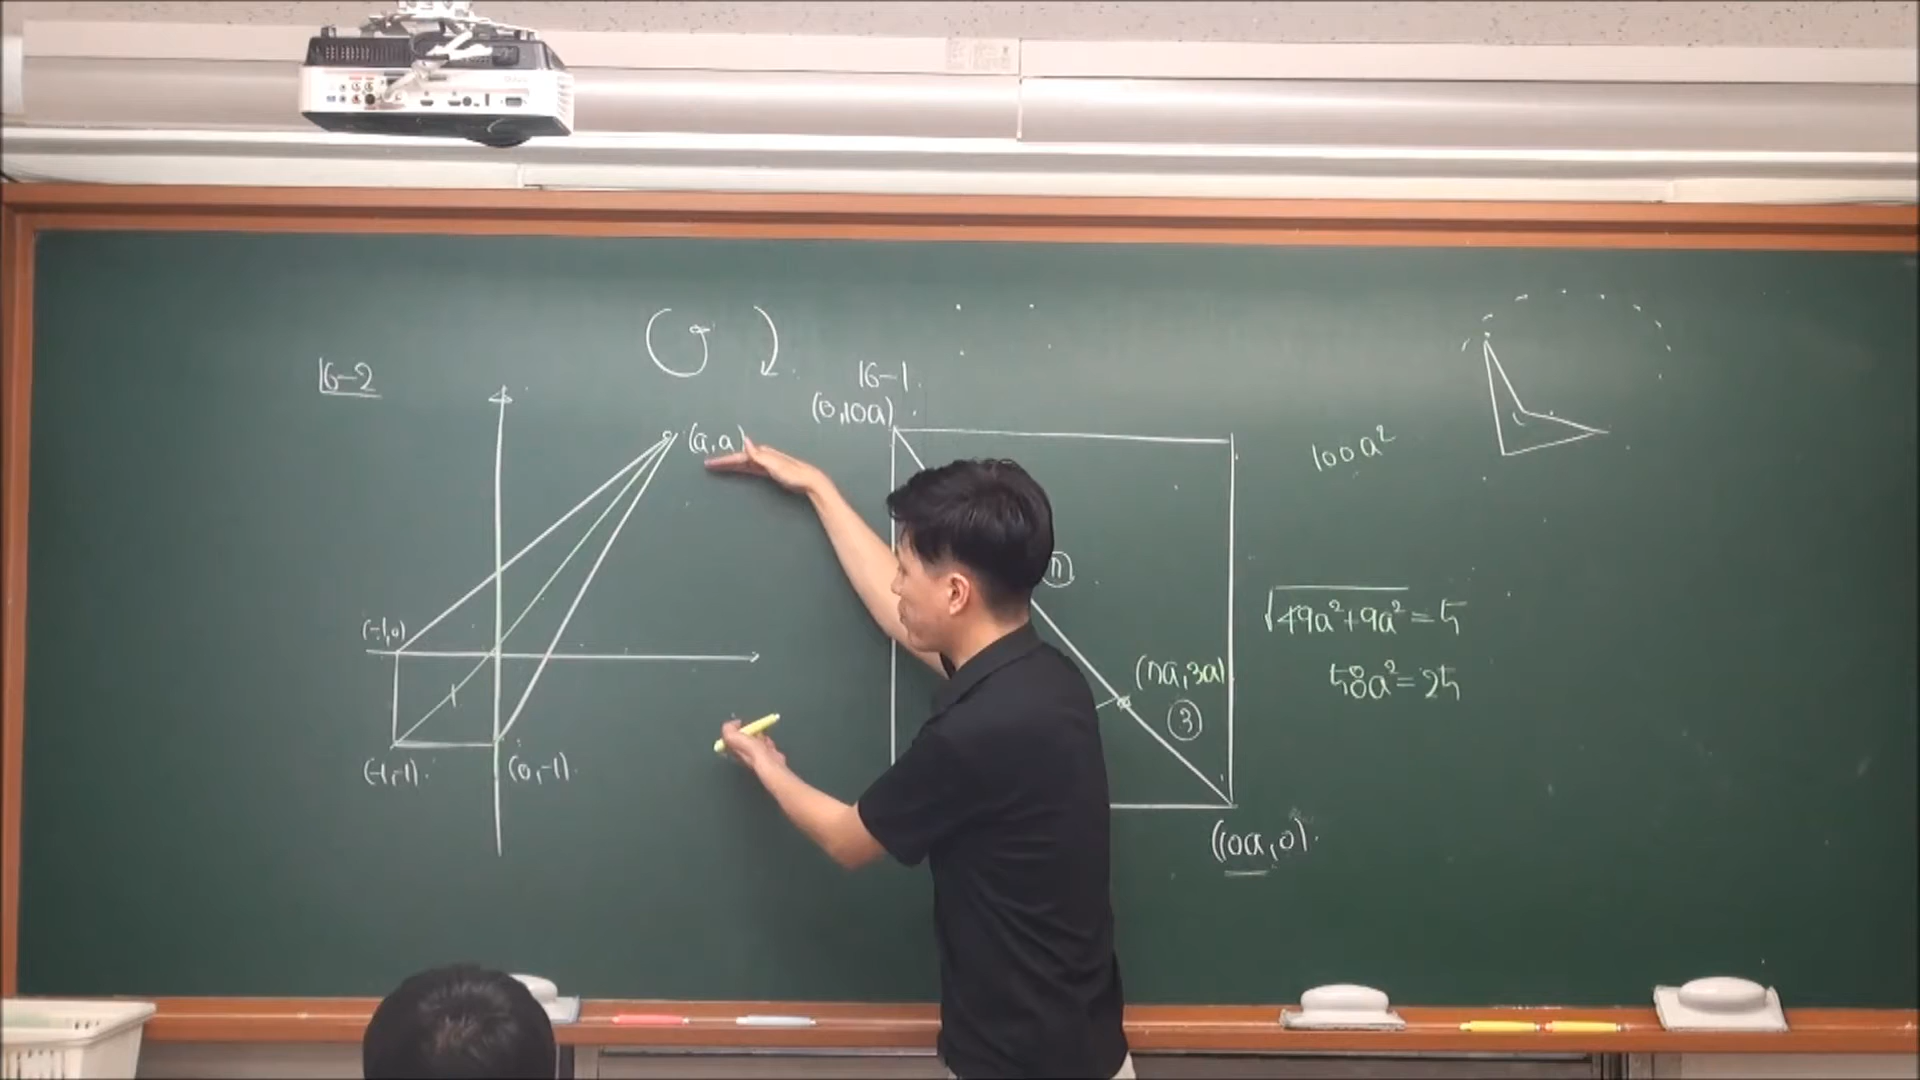 16-2
(a,a)
(-1,0)
(-1,-1).
(0,-1).
16-1.
(0,10a)
⑦
(7a,3a)
③
(10a,0).
100a²
√49a²+9a² = 5
58a² = 25